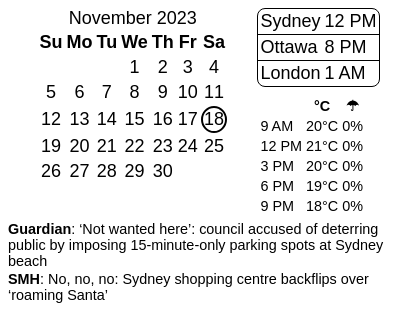 November 2023
Su Mo Tu We Th Fr Sa
1 2 3 4
5 6 7 8 9 10 11
12 13 14 15 16 17 18
19 20 21 22 23 24 25
26 27 28 29 30
Sydney 12 PM
Ottawa 8 PM
London 1 AM
°C ☂
9 AM 20°C 0%
12 PM 21°C 0%
3 PM 20°C 0%
6 PM 19°C 0%
9 PM 18°C 0%
Guardian: ‘Not wanted here’: council accused of deterring
public by imposing 15-minute-only parking spots at Sydney
beach
SMH: No, no, no: Sydney shopping centre backflips over
‘roaming Santa’